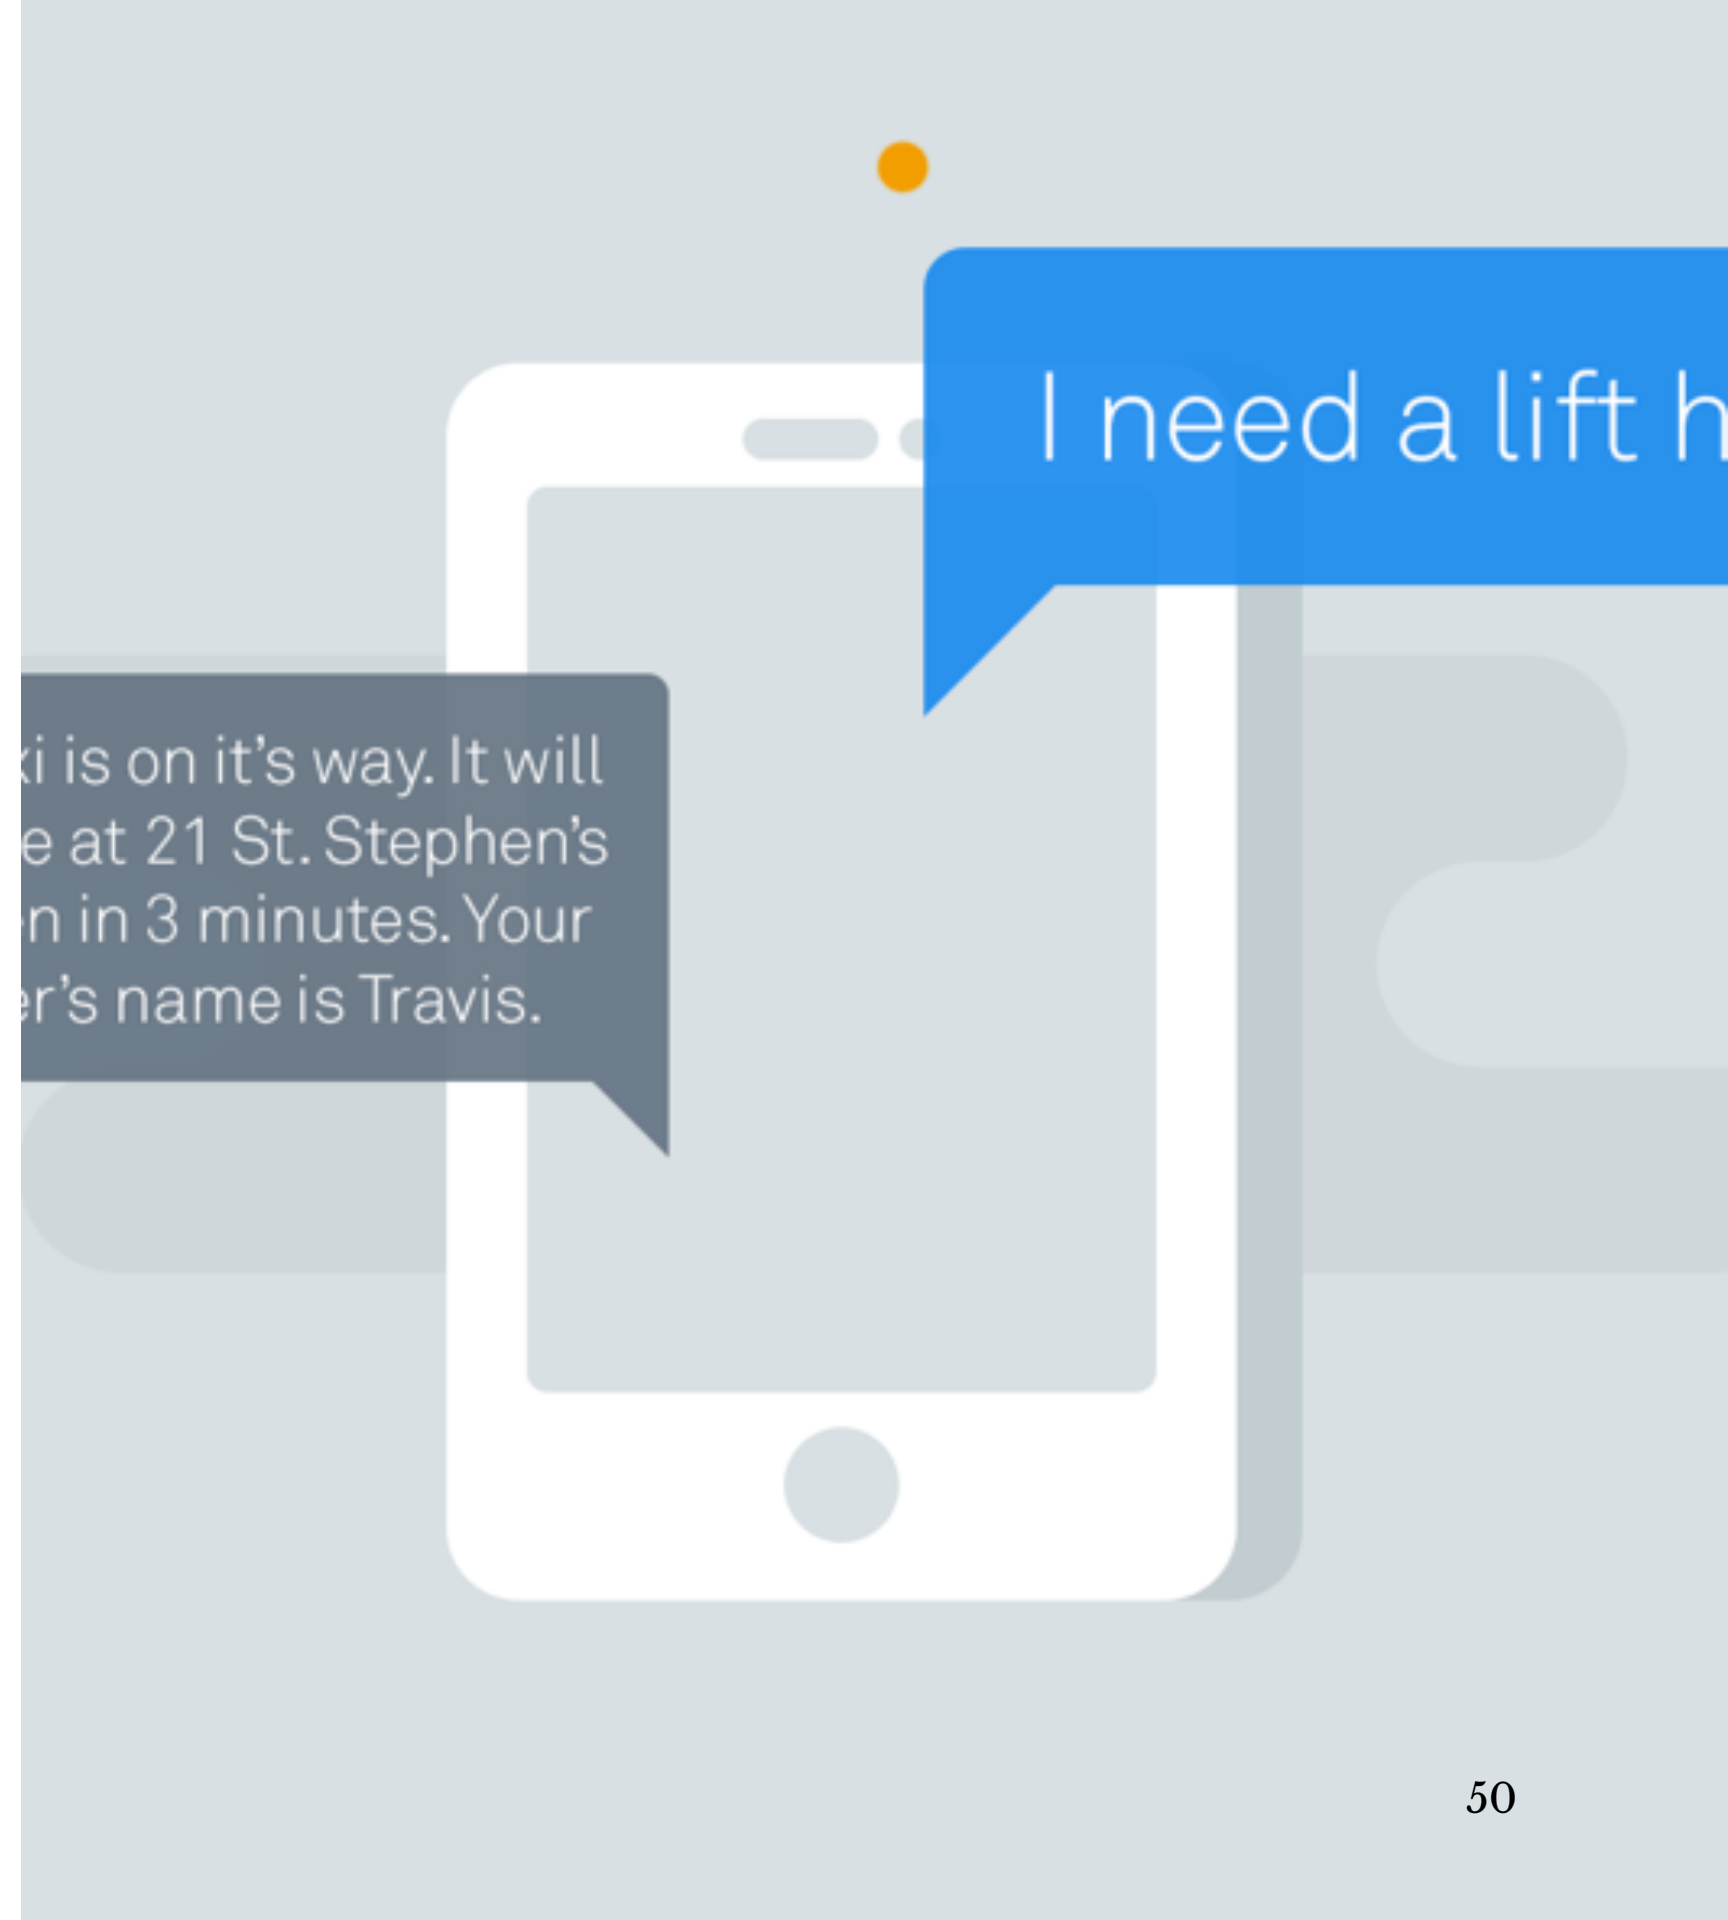 I need a lift h
i is on it’s way. It will
e at 21 St. Stephen’s
n in 3 minutes. Your
er’s name is Travis.
50